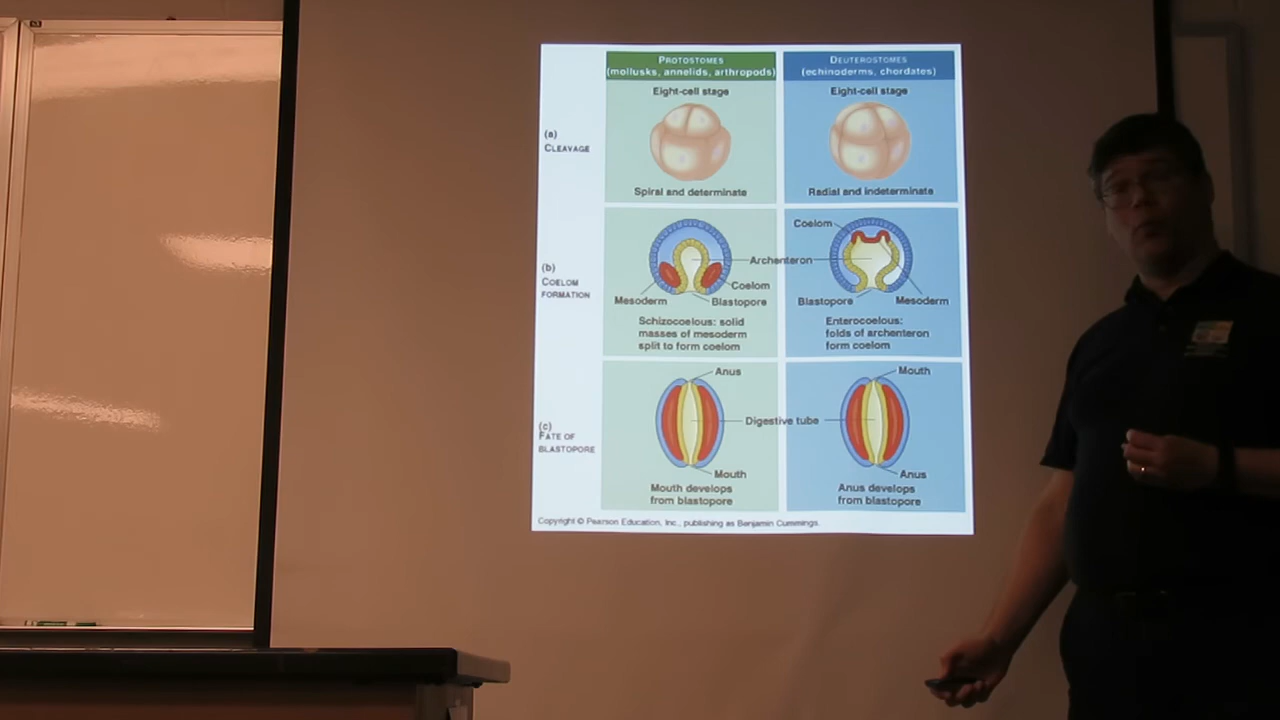 PROTOSTOMES
(mollusks, annelids, arthropods)
DEUTEROSTOMES
(echinoderms, chordates)
(a)
CLEAVAGE
Eight-cell stage
Spiral and determinate
Eight-cell stage
Radial and indeterminate
(b)
COELOM
FORMATION
Archenteron
Coelom
Mesoderm
Blastopore
Schizocoelous: solid
masses of mesoderm
split to form coelom
Coelom
Blastopore
Mesoderm
Enterocoelous:
folds of archenteron
form coelom
(c)
FATE OF
BLASTOPORE
Anus
Digestive tube
Mouth
Mouth develops
from blastopore
Mouth
Anus
Anus develops
from blastopore
Copyright © Pearson Education, Inc., publishing as Benjamin Cummings.